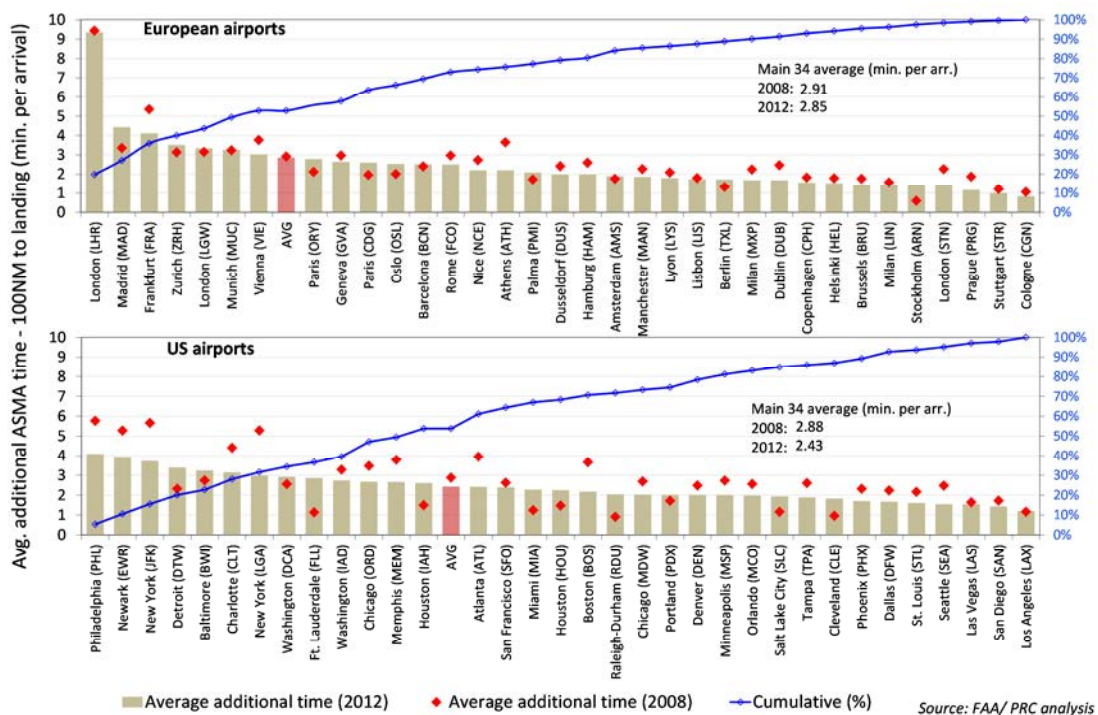 Avg. additional ASMA time - 100NM to landing (min. per arrival)
European airports
10
9
8
7
6
5
4
3
2
1
0
100%
90%
80%
70%
60%
50%
40%
30%
20%
10%
0%
Main 34 average (min. per arr.)
2008: 2.91
2012: 2.85
London (LHR)
Madrid (MAD)
Frankfurt (FRA)
Zurich (ZRH)
London (LGW)
Munich (MUC)
Vienna (VIE)
AVG
Paris (ORY)
Geneva (GVA)
Paris (CDG)
Oslo (OSL)
Barcelona (BCN)
Rome (FCO)
Nice (NCE)
Athens (ATH)
Palma (PMI)
Dusseldorf (DUS)
Hamburg (HAM)
Amsterdam (AMS)
Manchester (MAN)
Lyon (LYS)
Lisbon (LIS)
Berlin (TXL)
Milan (MXP)
Dublin (DUB)
Copenhagen (CPH)
Helsinki (HEL)
Brussels (BRU)
Milan (LIN)
Stockholm (ARN)
London (STN)
Prague (PRG)
Stuttgart (STR)
Cologne (CGN)
US airports
10
9
8
7
6
5
4
3
2
1
0
100%
90%
80%
70%
60%
50%
40%
30%
20%
10%
0%
Main 34 average (min. per arr.)
2008: 2.88
2012: 2.43
Philadelphia (PHL)
Newark (EWR)
New York (JFK)
Detroit (DTW)
Baltimore (BWI)
Charlotte (CLT)
New York (LGA)
Washington (DCA)
Ft. Lauderdale (FLL)
Washington (IAD)
Chicago (ORD)
Memphis (MEM)
Houston (IAH)
AVG
Atlanta (ATL)
San Francisco (SFO)
Miami (MIA)
Houston (HOU)
Boston (BOS)
Raleigh-Durham (RDU)
Chicago (MDW)
Portland (PDX)
Denver (DEN)
Minneapolis (MSP)
Orlando (MCO)
Salt Lake City (SLC)
Tampa (TPA)
Cleveland (CLE)
Phoenix (PHX)
Dallas (DFW)
St. Louis (STL)
Seattle (SEA)
Las Vegas (LAS)
San Diego (SAN)
Los Angeles (LAX)
Average additional time (2012)
Average additional time (2008)
Cumulative (%)
Source: FAA/ PRC analysis